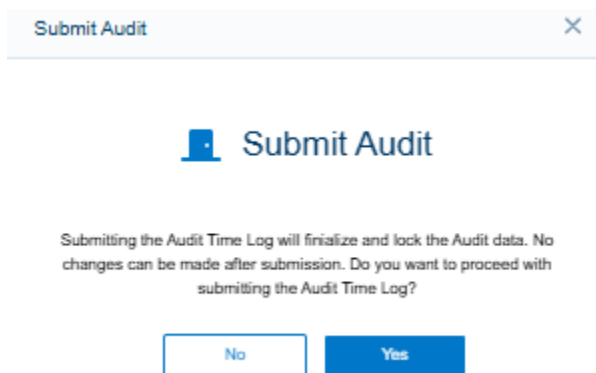 Submit Audit
Submit Audit
Submitting the Audit Time Log will finialize and lock the Audit data. No
changes can be made after submission. Do you want to proceed with
submitting the Audit Time Log?
No
Yes